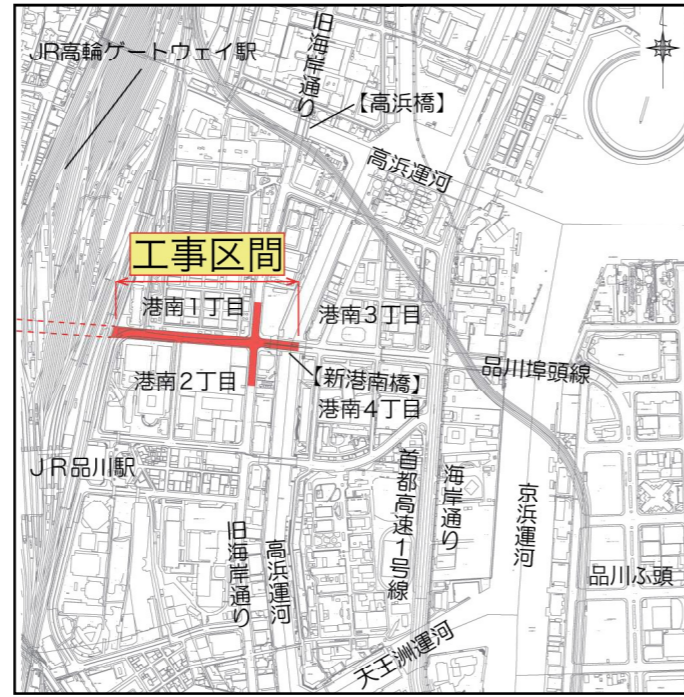 JR高輪ゲートウェイ駅
旧海岸通り
【高浜橋】
高浜運河
工事区間
港南1丁目
港南3丁目
港南2丁目
【新港南橋】
港南4丁目
品川埠頭線
JR品川駅
首都高速1号線
海岸通り
京浜運河
旧海岸通り
高浜運河
品川ふ頭
天王洲運河